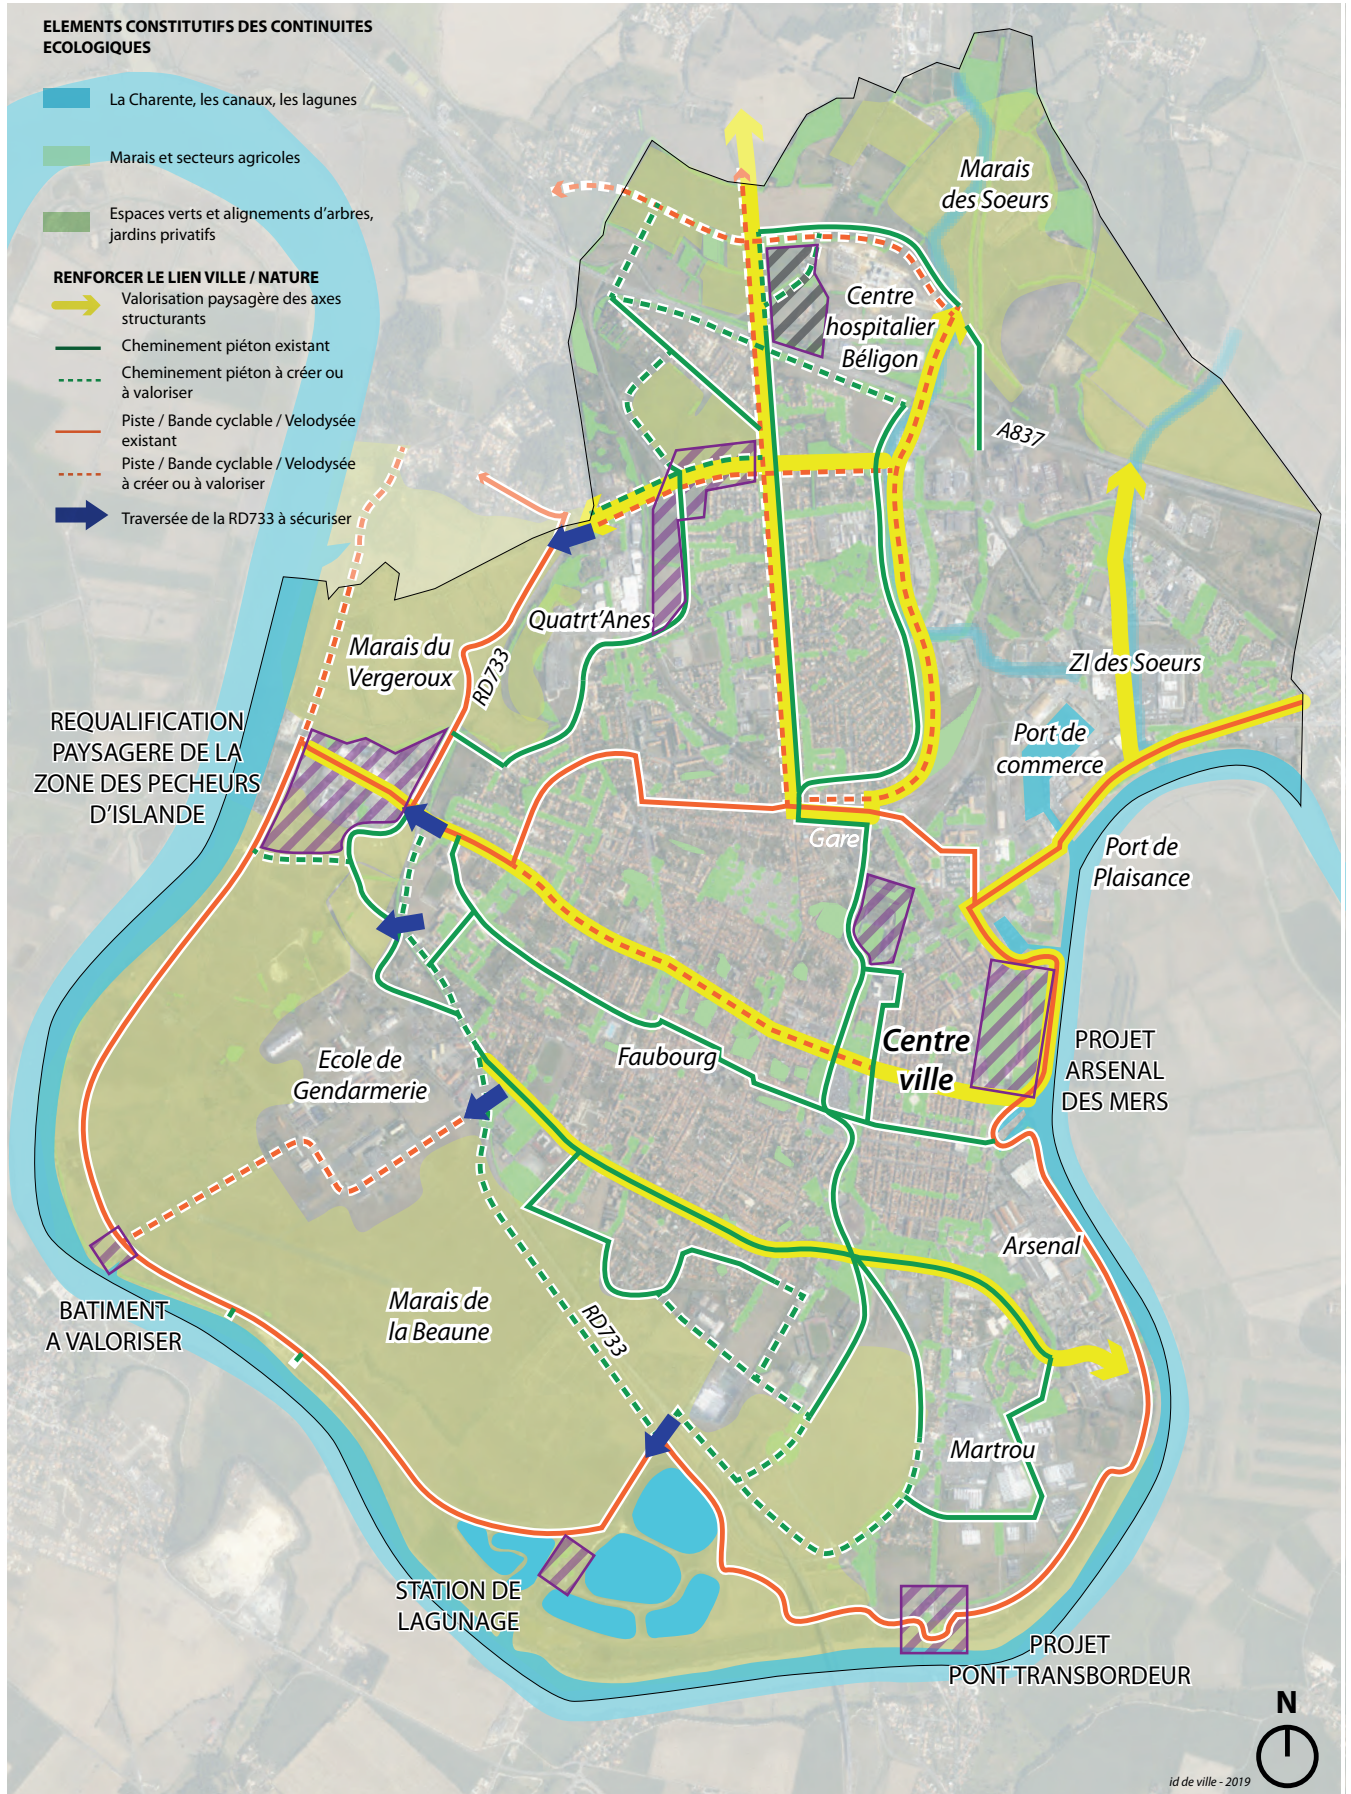 ELEMENTS CONSTITUTIFS DES CONTINUITES
ECOLOGIQUES
La Charente, les canaux, les lagunes
Marais et secteurs agricoles
Espaces verts et alignements d'arbres,
jardins privatifs
RENFORCER LE LIEN VILLE / NATURE
Valorisation paysagère des axes
structurants
Cheminement piéton existant
Cheminement piéton à créer ou
à valoriser
Piste / Bande cyclable / Velodysée
existant
Piste / Bande cyclable / Velodysée
à créer ou à valoriser
Traversée de la RD733 à sécuriser
Marais
des Soeurs
Centre
hospitalier
Béligon
A837
Quatrt'Anes
Marais du
Vergeroux
RD733
ZI des Soeurs
REQUALIFICATION
PAYSAGERE DE LA
ZONE DES PECHEURS
D'ISLANDE
Port de
commerce
Gare
Port de
Plaisance
Centre
ville
PROJET
ARSENAL
DES MERS
Faubourg
Ecole de
Gendarmerie
Arsenal
BATIMENT
A VALORISER
Marais de
la Beaune
RD733
Martrou
STATION DE
LAGUNAGE
PROJET
PONT TRANSBORDEUR
N
id de ville - 2019